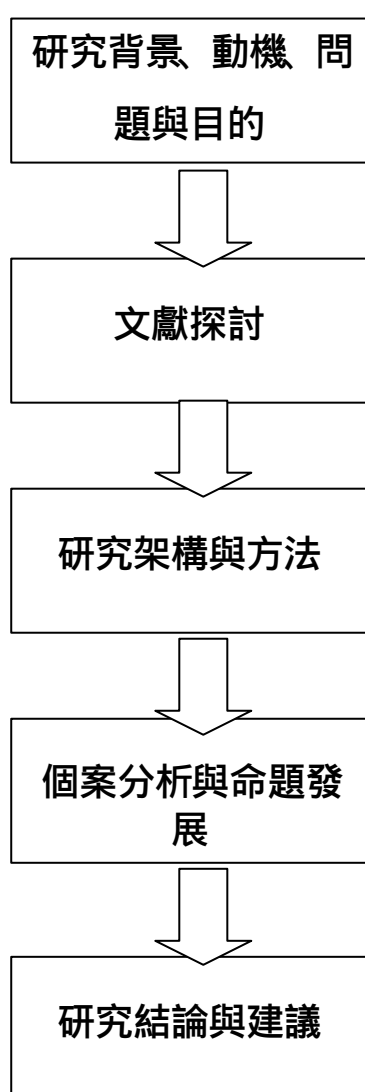 研究背景、動機、問
題與目的
文獻探討
研究架構與方法
個案分析與命題發
展
研究結論與建議